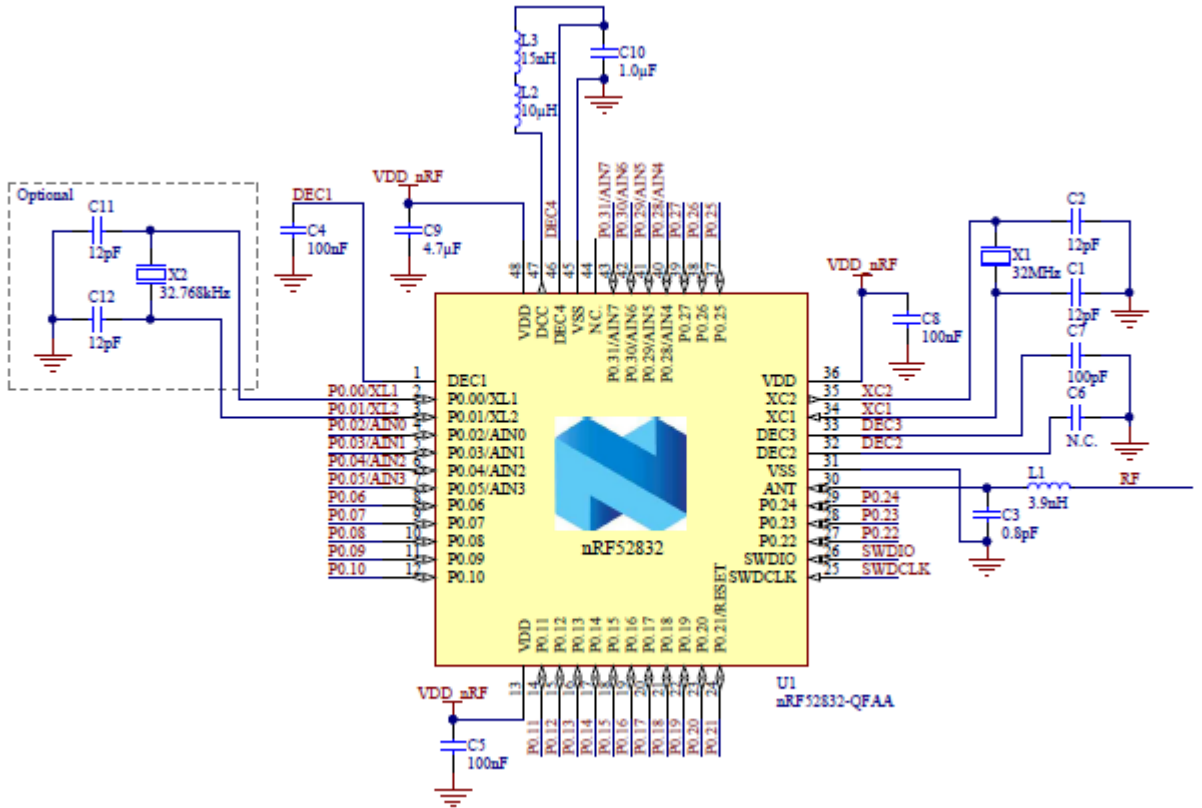 L3
15nH
L2
10µH
C10
1.0µF
DEC4
Optional
C11
12pF
X2
32.768kHz
C12
12pF
DEC1
C4
100nF
VDD_nRF
C9
4.7µF
P0.31/AIN7
P0.30/AIN6
P0.29/AIN5
P0.28/AIN4
P0.27
P0.26
P0.25
48
47
46
45
44
43
42
41
40
39
38
37
VDD
DCC
DEC4
VSS
N.C.
P0.31/AIN7
P0.30/AIN6
P0.29/AIN5
P0.28/AIN4
P0.27
P0.26
P0.25
C2
12pF
X1
32MHz
C1
12pF
VDD_nRF
C8
100nF
C7
100pF
C6
N.C.
1 DEC1
P0.00/XL1 2 P0.00/XL1
P0.01/XL2 3 P0.01/XL2
P0.02/AIN0 4 P0.02/AIN0
P0.03/AIN1 5 P0.03/AIN1
P0.04/AIN2 6 P0.04/AIN2
P0.05/AIN3 7 P0.05/AIN3
P0.06 8 P0.06
P0.07 9 P0.07
P0.08 10 P0.08
P0.09 11 P0.09
P0.10 12 P0.10
nRF52832
VDD 36
XC2 35 XC2
XC1 34 XC1
DEC3 33 DEC3
DEC2 32 DEC2
VSS 31
ANT 30
P0.24 29 P0.24
P0.23 28 P0.23
P0.22 27 P0.22
SWDIO 26 SWDIO
SWDCLK 25 SWDCLK
L1
3.9nH
RF
C3
0.8pF
VDD
P0.11
P0.12
P0.13
P0.14
P0.15
P0.16
P0.17
P0.18
P0.19
P0.20
P0.21/RESET
13
14
15
16
17
18
19
20
21
22
23
24
P0.11
P0.12
P0.13
P0.14
P0.15
P0.16
P0.17
P0.18
P0.19
P0.20
P0.21
VDD_nRF
C5
100nF
U1
nRF52832-QFAA